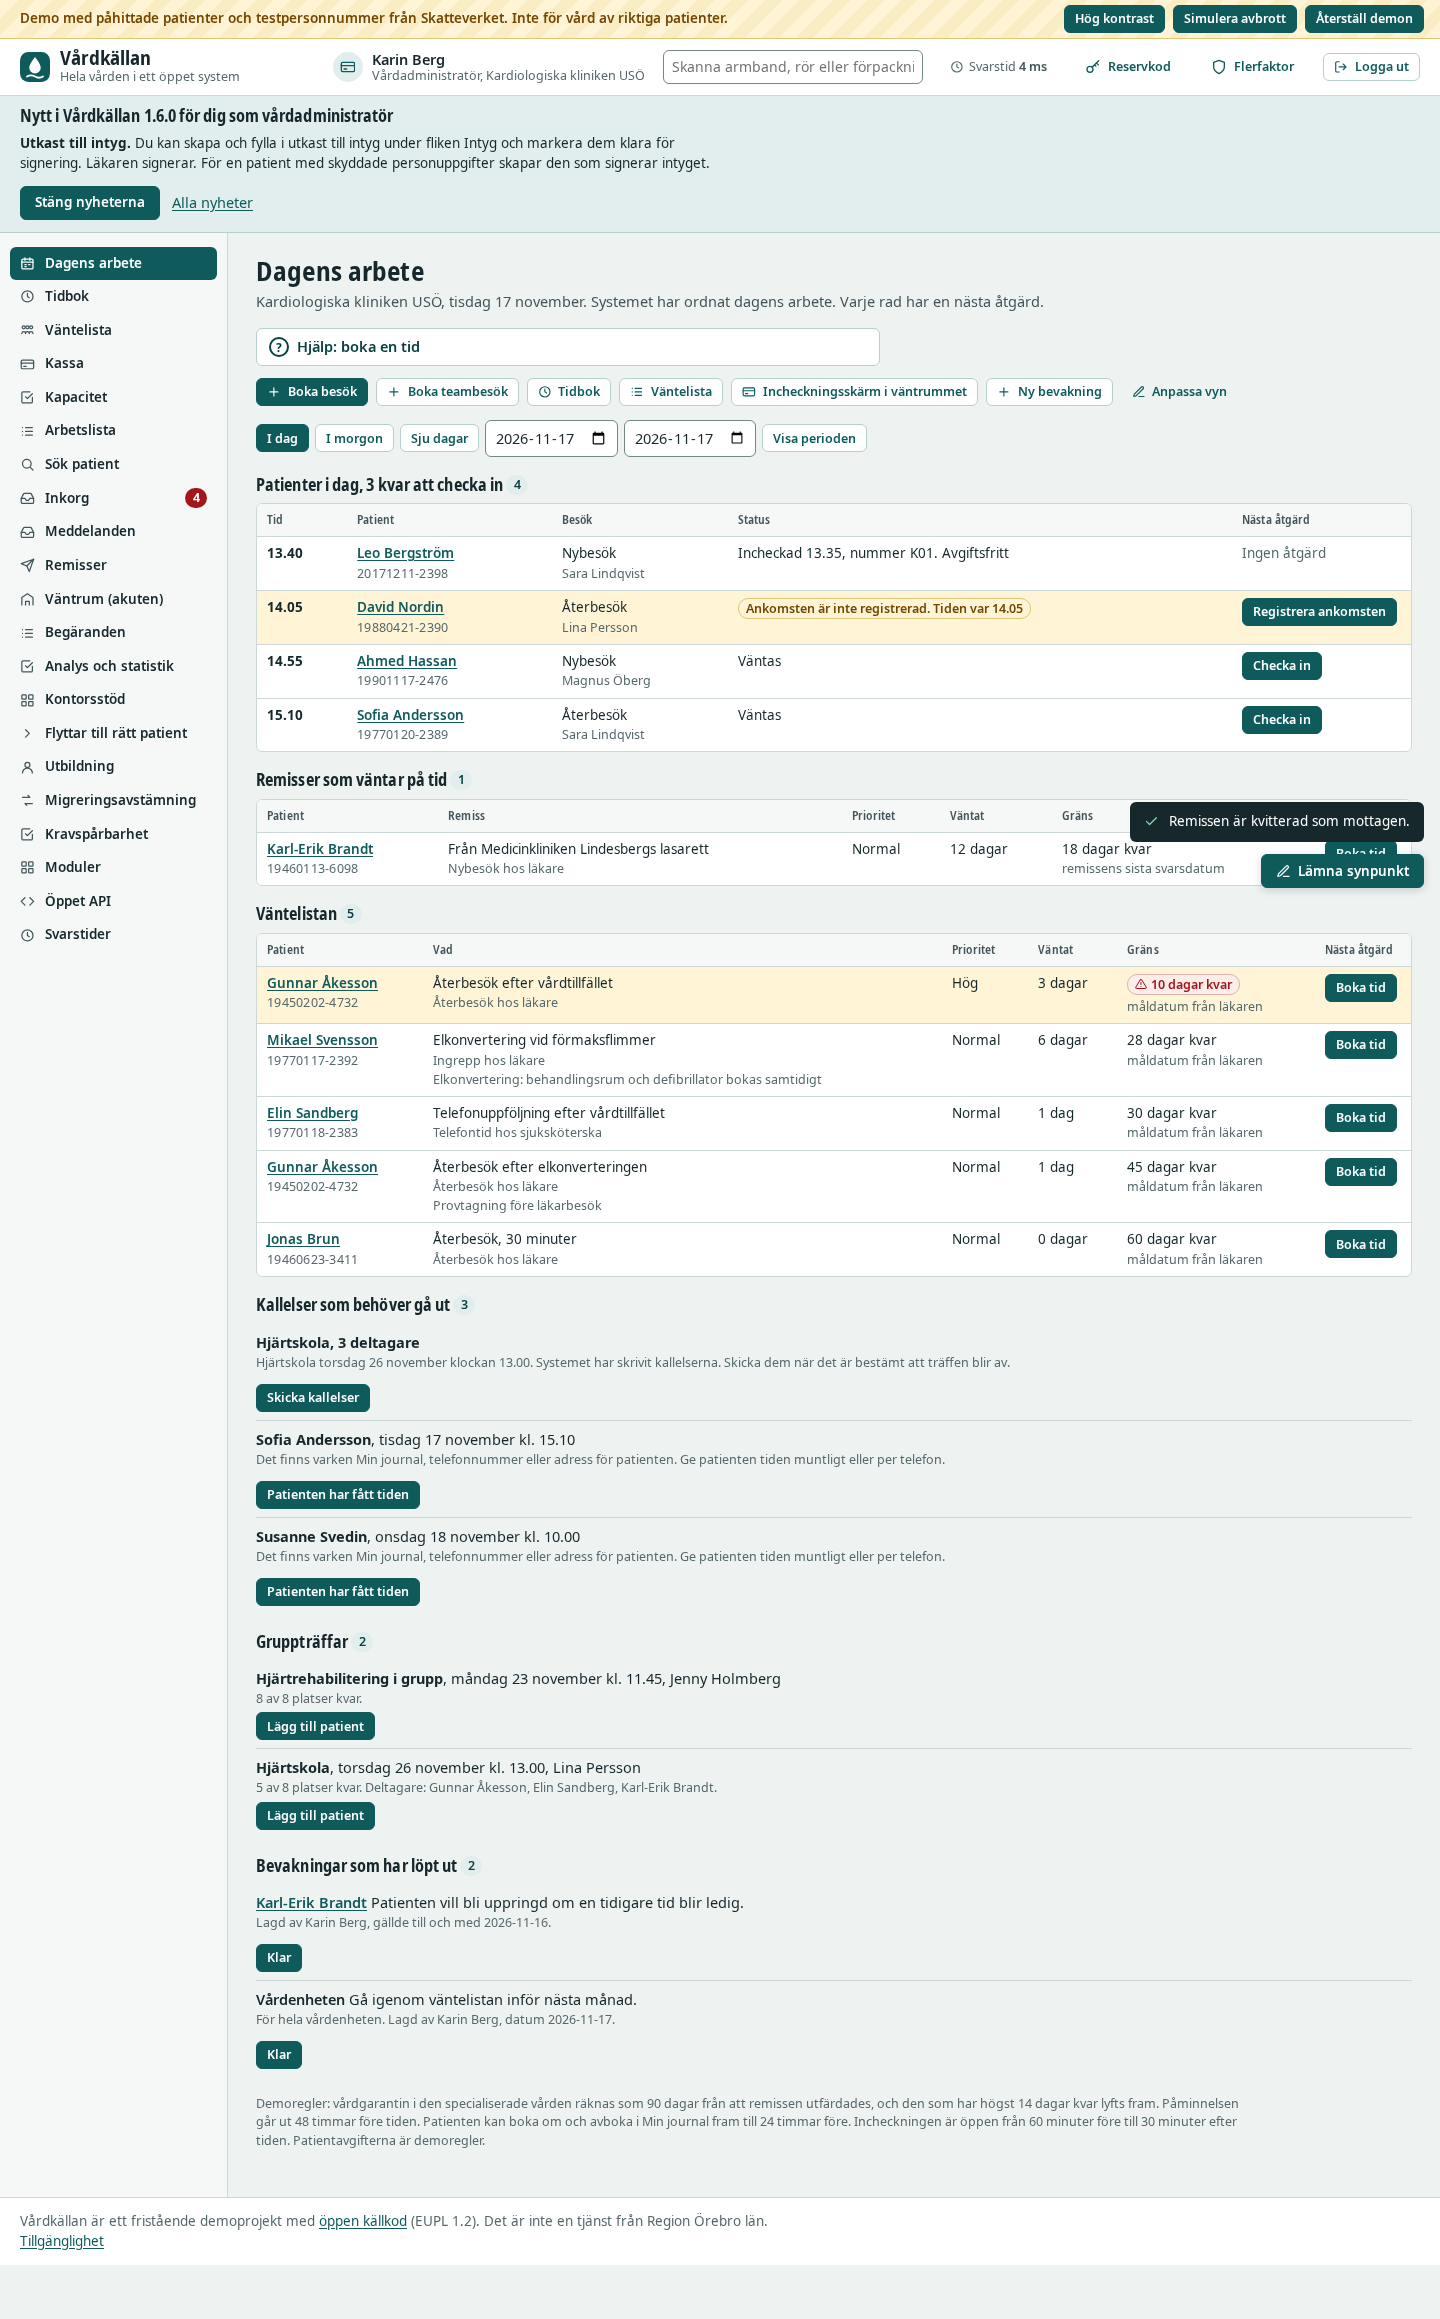 Demo med påhittade patienter och testpersonnummer från Skatteverket. Inte för vård av riktiga patienter.
Hög kontrast
Simulera avbrott
Återställ demon
Vårdkällan
Hela vården i ett öppet system
Karin Berg
Vårdadministratör, Kardiologiska kliniken USÖ
Skanna armband, rör eller förpackni
Svarstid 4 ms
Reservkod
Flerfaktor
Logga ut
Nytt i Vårdkällan 1.6.0 för dig som vårdadministratör
Utkast till intyg. Du kan skapa och fylla i utkast till intyg under fliken Intyg och markera dem klara för
signering. Läkaren signerar. För en patient med skyddade personuppgifter skapar den som signerar intyget.
Stäng nyheterna
Alla nyheter
Dagens arbete
Tidbok
Väntelista
Kassa
Kapacitet
Arbetslista
Sök patient
Inkorg 4
Meddelanden
Remisser
Väntrum (akuten)
Begäranden
Analys och statistik
Kontorsstöd
Flyttar till rätt patient
Utbildning
Migreringsavstämning
Kravspårbarhet
Moduler
Öppet API
Svarstider
Dagens arbete
Kardiologiska kliniken USÖ, tisdag 17 november. Systemet har ordnat dagens arbete. Varje rad har en nästa åtgärd.
? Hjälp: boka en tid
Boka besök
Boka teambesök
Tidbok
Väntelista
Incheckningsskärm i väntrummet
Ny bevakning
Anpassa vyn
I dag
I morgon
Sju dagar
2026-11-17
2026-11-17
Visa perioden
Patienter i dag, 3 kvar att checka in 4
Tid Patient Besök Status Nästa åtgärd
13.40 Leo Bergström Nybesök Incheckad 13.35, nummer K01. Avgiftsfritt Ingen åtgärd
20171211-2398 Sara Lindqvist
14.05 David Nordin Återbesök Ankomsten är inte registrerad. Tiden var 14.05 Registrera ankomsten
19880421-2390 Lina Persson
14.55 Ahmed Hassan Nybesök Väntas Checka in
19901117-2476 Magnus Öberg
15.10 Sofia Andersson Återbesök Väntas Checka in
19770120-2389 Sara Lindqvist
Remisser som väntar på tid 1
Patient Remiss Prioritet Väntat Gräns
Remissen är kvitterad som mottagen.
Karl-Erik Brandt Från Medicinkliniken Lindesbergs lasarett Normal 12 dagar 18 dagar kvar Boka tid
19460113-6098 Nybesök hos läkare remissens sista svarsdatum
Lämna synpunkt
Väntelistan 5
Patient Vad Prioritet Väntat Gräns Nästa åtgärd
Gunnar Åkesson Återbesök efter vårdtillfället Hög 3 dagar 10 dagar kvar Boka tid
19450202-4732 Återbesök hos läkare måldatum från läkaren
Mikael Svensson Elkonvertering vid förmaksflimmer Normal 6 dagar 28 dagar kvar Boka tid
19770117-2392 Ingrepp hos läkare måldatum från läkaren
Elkonvertering: behandlingsrum och defibrillator bokas samtidigt
Elin Sandberg Telefonuppföljning efter vårdtillfället Normal 1 dag 30 dagar kvar Boka tid
19770118-2383 Telefontid hos sjuksköterska måldatum från läkaren
Gunnar Åkesson Återbesök efter elkonverteringen Normal 1 dag 45 dagar kvar Boka tid
19450202-4732 Återbesök hos läkare måldatum från läkaren
Provtagning före läkarbesök
Jonas Brun Återbesök, 30 minuter Normal 0 dagar 60 dagar kvar Boka tid
19460623-3411 Återbesök hos läkare måldatum från läkaren
Kallelser som behöver gå ut 3
Hjärtskola, 3 deltagare
Hjärtskola torsdag 26 november klockan 13.00. Systemet har skrivit kallelserna. Skicka dem när det är bestämt att träffen blir av.
Skicka kallelser
Sofia Andersson, tisdag 17 november kl. 15.10
Det finns varken Min journal, telefonnummer eller adress för patienten. Ge patienten tiden muntligt eller per telefon.
Patienten har fått tiden
Susanne Svedin, onsdag 18 november kl. 10.00
Det finns varken Min journal, telefonnummer eller adress för patienten. Ge patienten tiden muntligt eller per telefon.
Patienten har fått tiden
Gruppträffar 2
Hjärtrehabilitering i grupp, måndag 23 november kl. 11.45, Jenny Holmberg
8 av 8 platser kvar.
Lägg till patient
Hjärtskola, torsdag 26 november kl. 13.00, Lina Persson
5 av 8 platser kvar. Deltagare: Gunnar Åkesson, Elin Sandberg, Karl-Erik Brandt.
Lägg till patient
Bevakningar som har löpt ut 2
Karl-Erik Brandt Patienten vill bli uppringd om en tidigare tid blir ledig.
Lagd av Karin Berg, gällde till och med 2026-11-16.
Klar
Vårdenheten Gå igenom väntelistan inför nästa månad.
För hela vårdenheten. Lagd av Karin Berg, datum 2026-11-17.
Klar
Demoregler: vårdgarantin i den specialiserade vården räknas som 90 dagar från att remissen utfärdades, och den som har högst 14 dagar kvar lyfts fram. Påminnelsen
går ut 48 timmar före tiden. Patienten kan boka om och avboka i Min journal fram till 24 timmar före. Incheckningen är öppen från 60 minuter före till 30 minuter efter
tiden. Patientavgifterna är demoregler.
Vårdkällan är ett fristående demoprojekt med öppen källkod (EUPL 1.2). Det är inte en tjänst från Region Örebro län.
Tillgänglighet